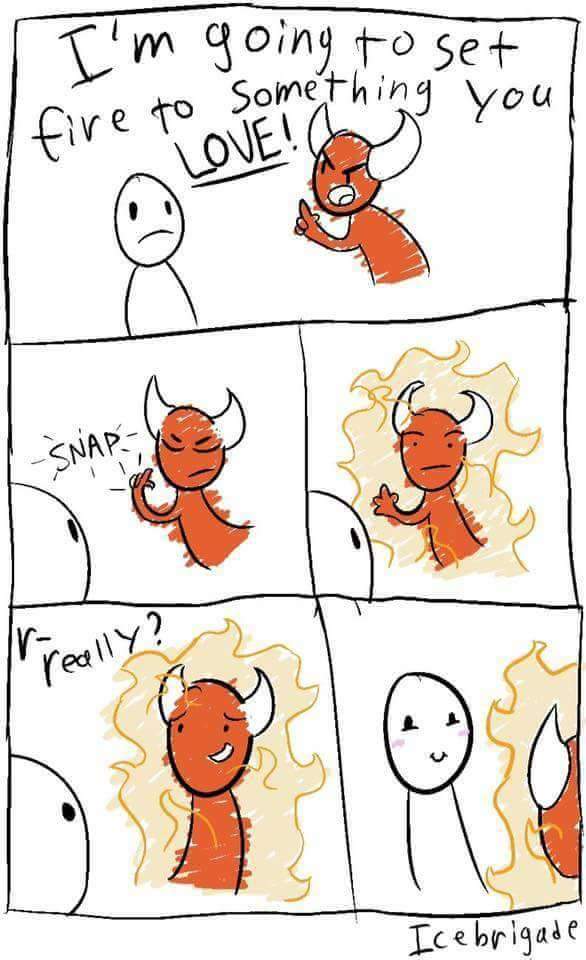 I'm going to set
fire to something you
LOVE!
SNAP
r-
really?
Icebrigade